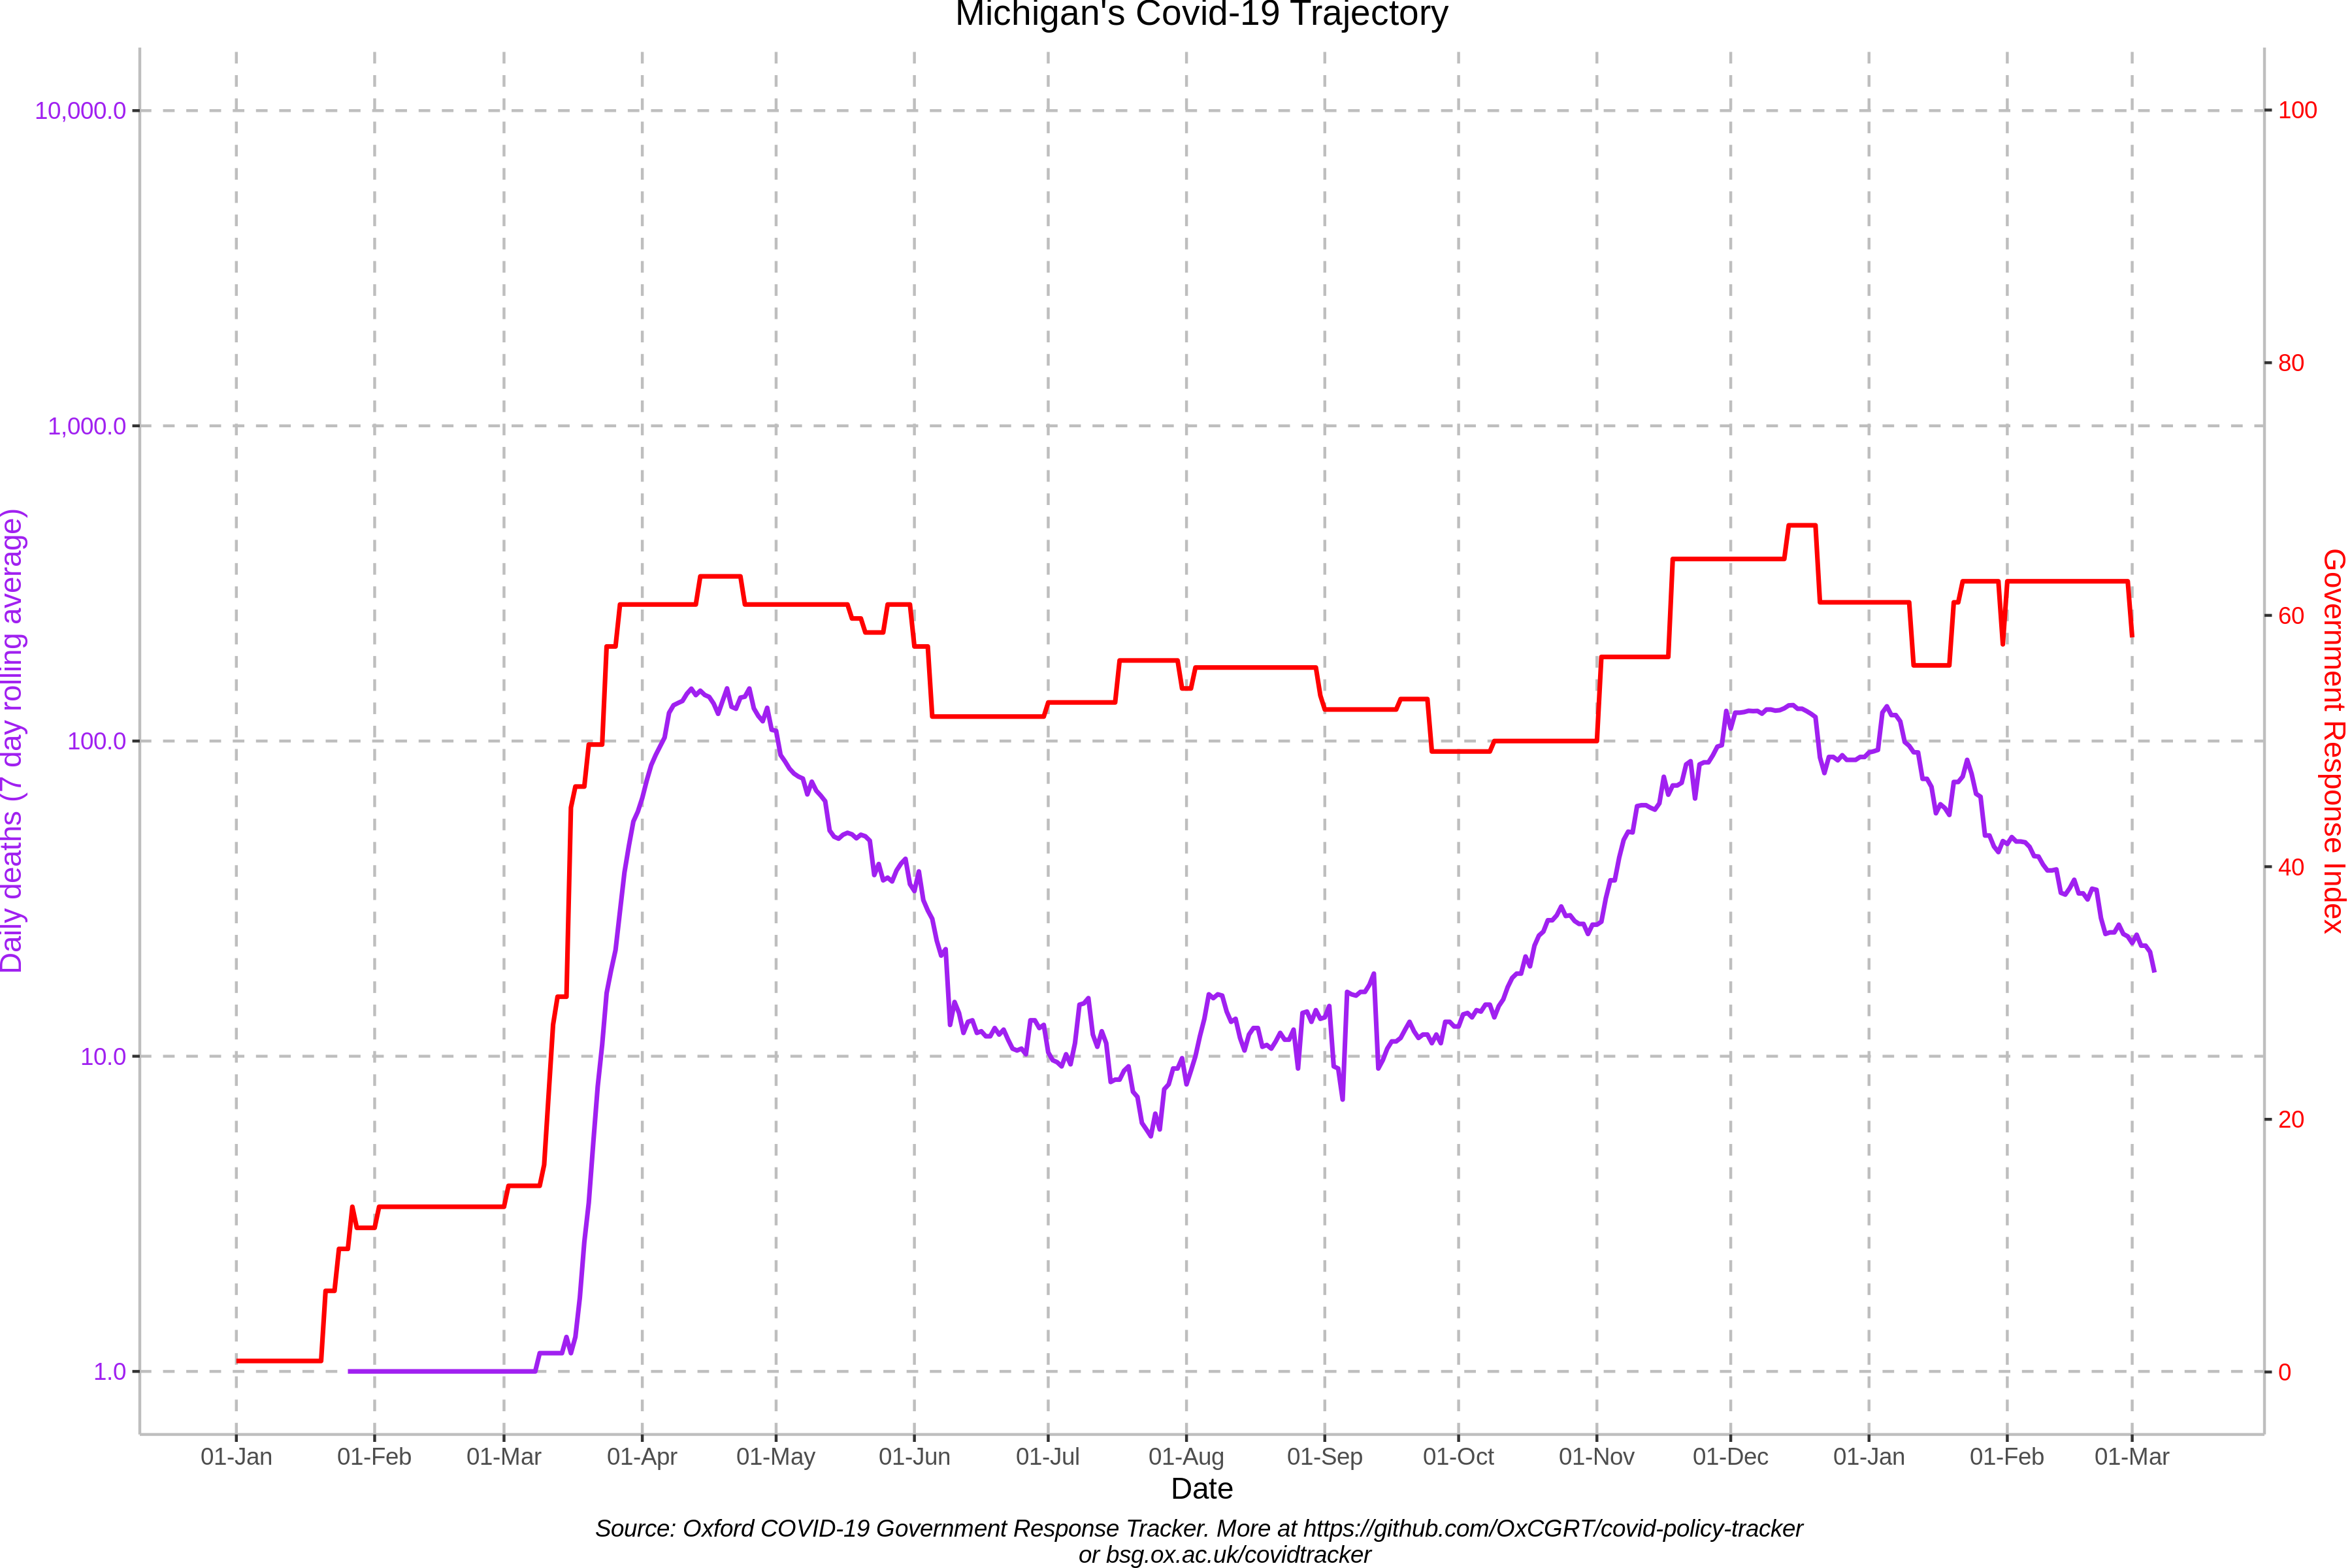 Michigan's Covid-19 Trajectory
10,000.0
1,000.0
100.0
10.0
1.0
Daily deaths (7 day rolling average)
100
80
60
40
20
0
Government Response Index
01-Jan 01-Feb 01-Mar 01-Apr 01-May 01-Jun 01-Jul 01-Aug 01-Sep 01-Oct 01-Nov 01-Dec 01-Jan 01-Feb 01-Mar
Date
Source: Oxford COVID-19 Government Response Tracker. More at https://github.com/OxCGRT/covid-policy-tracker
or bsg.ox.ac.uk/covidtracker